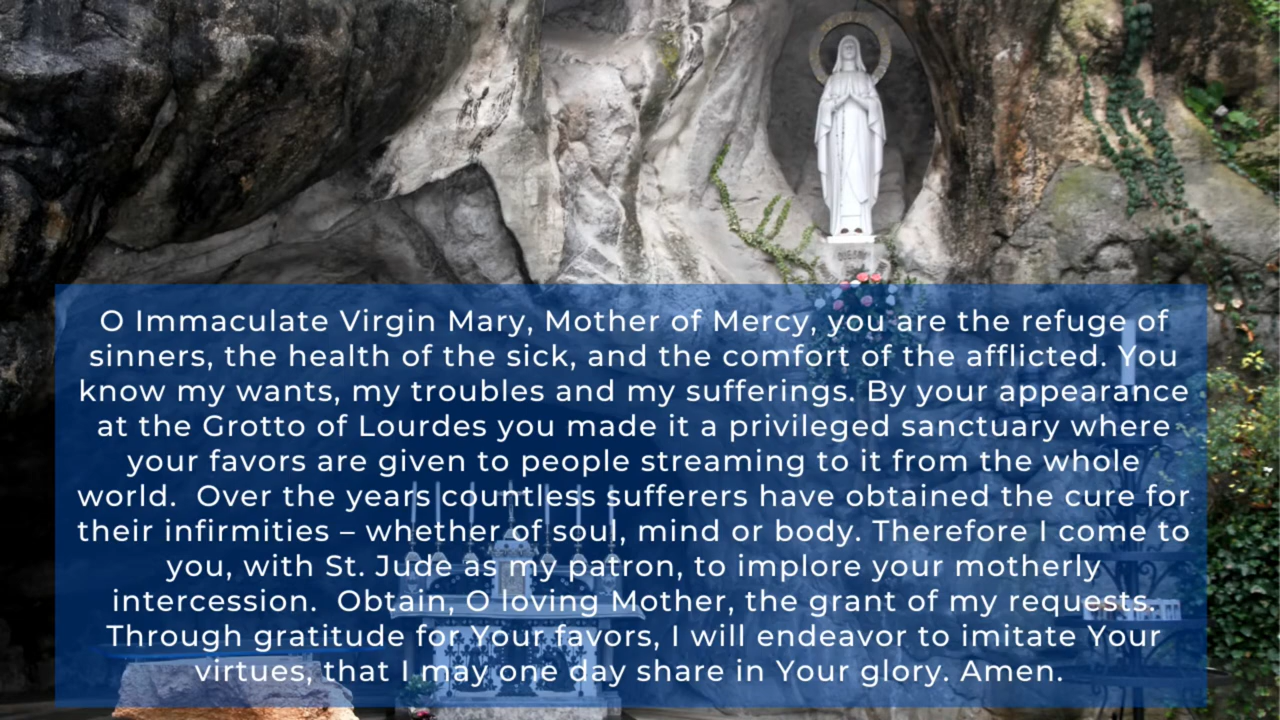 O Immaculate Virgin Mary, Mother of Mercy, you are the refuge of
sinners, the health of the sick, and the comfort of the afflicted. You
know my wants, my troubles and my sufferings. By your appearance
at the Grotto of Lourdes you made it a privileged sanctuary where
your favors are given to people streaming to it from the whole
world.  Over the years countless sufferers have obtained the cure for
their infirmities – whether of soul, mind or body. Therefore I come to
you, with St. Jude as my patron, to implore your motherly
intercession.  Obtain, O loving Mother, the grant of my requests.
Through gratitude for Your favors, I will endeavor to imitate Your
virtues, that I may one day share in Your glory. Amen.